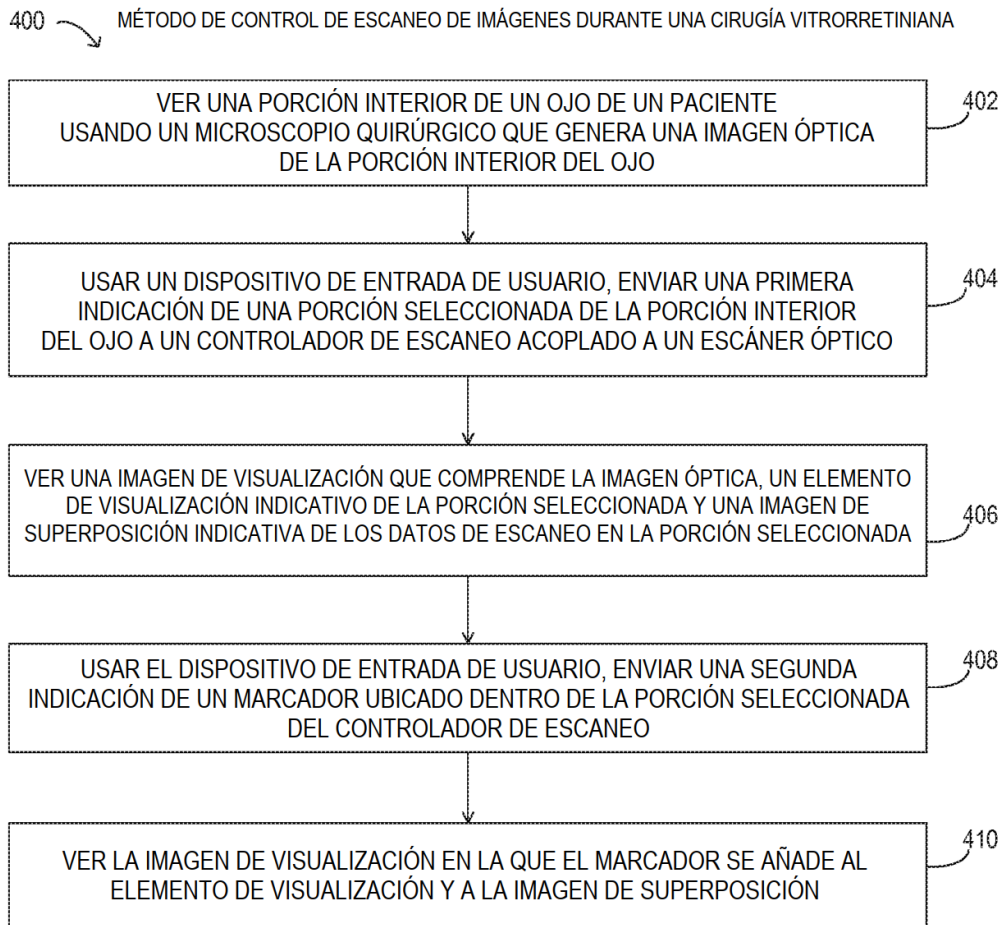 400 MÉTODO DE CONTROL DE ESCANEO DE IMÁGENES DURANTE UNA CIRUGÍA VITRORRETINIANA
VER UNA PORCIÓN INTERIOR DE UN OJO DE UN PACIENTE
USANDO UN MICROSCOPIO QUIRÚRGICO QUE GENERA UNA IMAGEN ÓPTICA
DE LA PORCIÓN INTERIOR DEL OJO
402
USAR UN DISPOSITIVO DE ENTRADA DE USUARIO, ENVIAR UNA PRIMERA
INDICACIÓN DE UNA PORCIÓN SELECCIONADA DE LA PORCIÓN INTERIOR
DEL OJO A UN CONTROLADOR DE ESCANEO ACOPLADO A UN ESCÁNER ÓPTICO
404
VER UNA IMAGEN DE VISUALIZACIÓN QUE COMPRENDE LA IMAGEN ÓPTICA, UN ELEMENTO
DE VISUALIZACIÓN INDICATIVO DE LA PORCIÓN SELECCIONADA Y UNA IMAGEN DE
SUPERPOSICIÓN INDICATIVA DE LOS DATOS DE ESCANEO EN LA PORCIÓN SELECCIONADA
406
USAR EL DISPOSITIVO DE ENTRADA DE USUARIO, ENVIAR UNA SEGUNDA
INDICACIÓN DE UN MARCADOR UBICADO DENTRO DE LA PORCIÓN SELECCIONADA
DEL CONTROLADOR DE ESCANEO
408
VER LA IMAGEN DE VISUALIZACIÓN EN LA QUE EL MARCADOR SE AÑADE AL
ELEMENTO DE VISUALIZACIÓN Y A LA IMAGEN DE SUPERPOSICIÓN
410